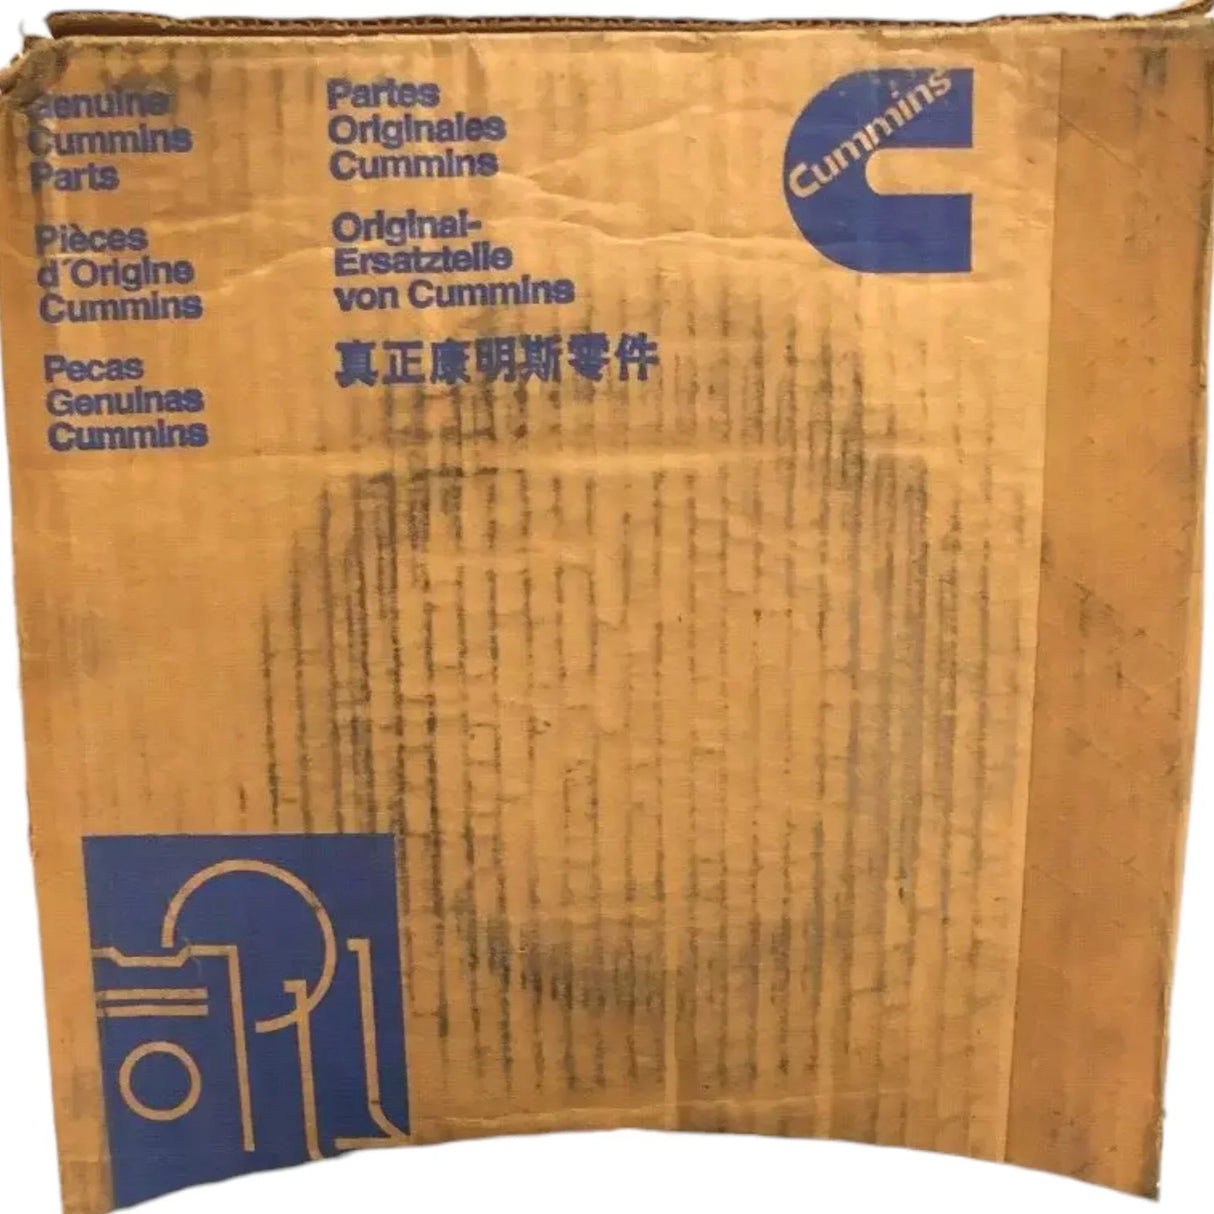 Genuine
Cummins
Parts
Pièces
d'Origine
Cummins
Pecas
Genuinas
Cummins
Partes
Originales
Cummins
Original-
Ersatzteile
von Cummins
真正康明斯零件
Cummins